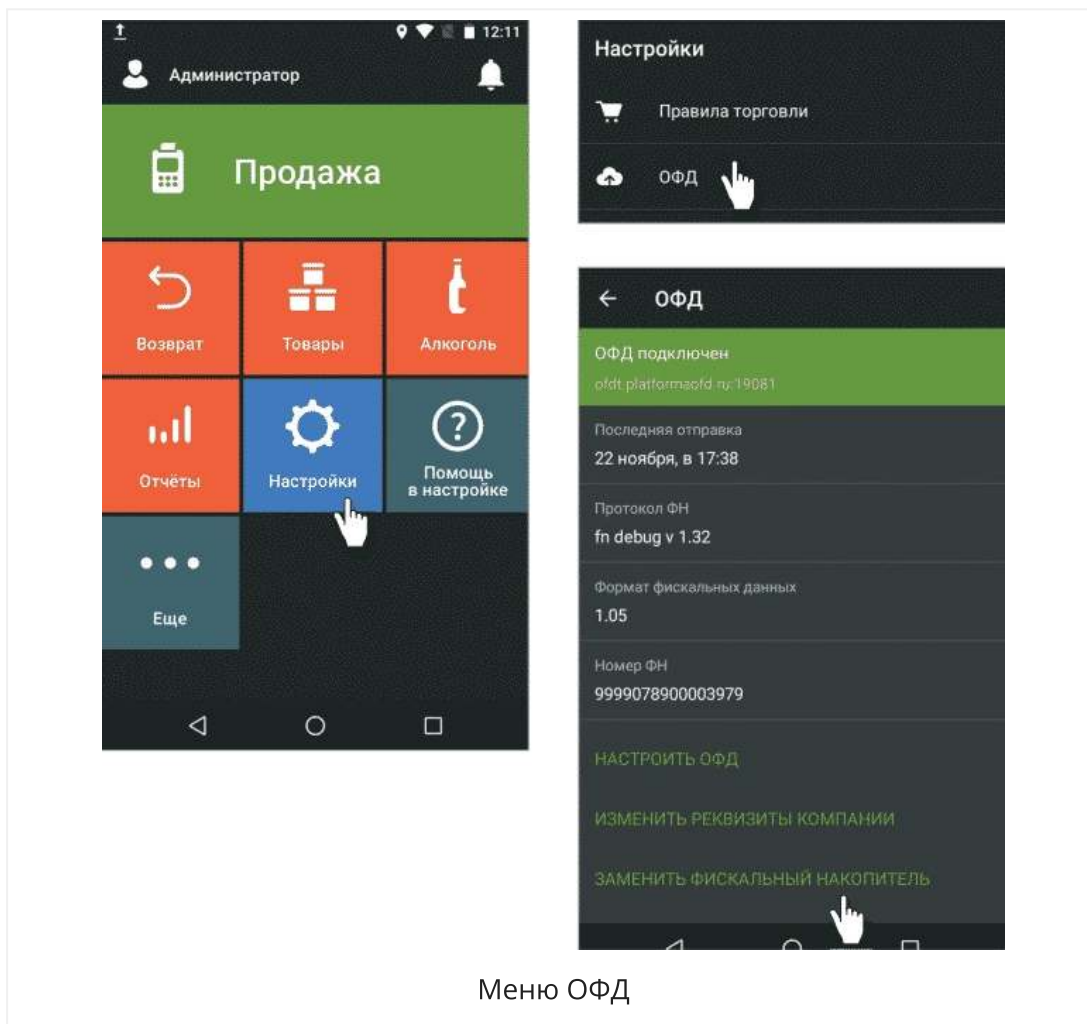 12:11
Администратор
Продажа
Возврат
Товары
Алкоголь
Отчёты
Настройки
Помощь
в настройке
Еще
Настройки
Правила торговли
ОФД
ОФД
ОФД подключен
ofdt.platformaofd.ru:19081
Последняя отправка
22 ноября, в 17:38
Протокол ФН
fn debug v 1.32
Формат фискальных данных
1.05
Номер ФН
9999078900003979
НАСТРОИТЬ ОФД
ИЗМЕНИТЬ РЕКВИЗИТЫ КОМПАНИИ
ЗАМЕНИТЬ ФИСКАЛЬНЫЙ НАКОПИТЕЛЬ
Меню ОФД